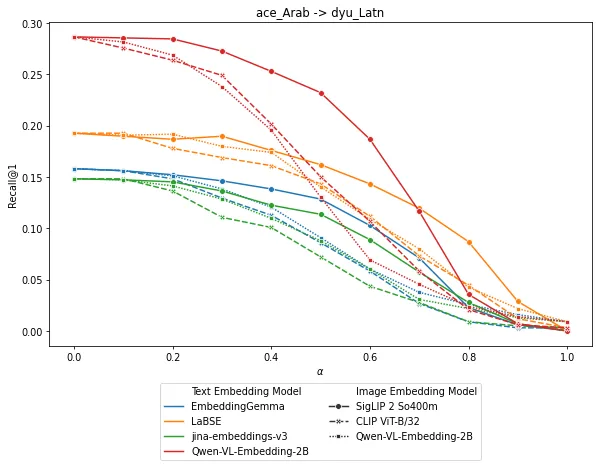 ace_Arab -> dyu_Latn
0.30
0.25
0.20
0.15
0.10
0.05
0.00
Recall@1
0.0 0.2 0.4 0.6 0.8 1.0
α
Text Embedding Model
EmbeddingGemma
LaBSE
jina-embeddings-v3
Qwen-VL-Embedding-2B
Image Embedding Model
SigLIP 2 So400m
CLIP ViT-B/32
Qwen-VL-Embedding-2B